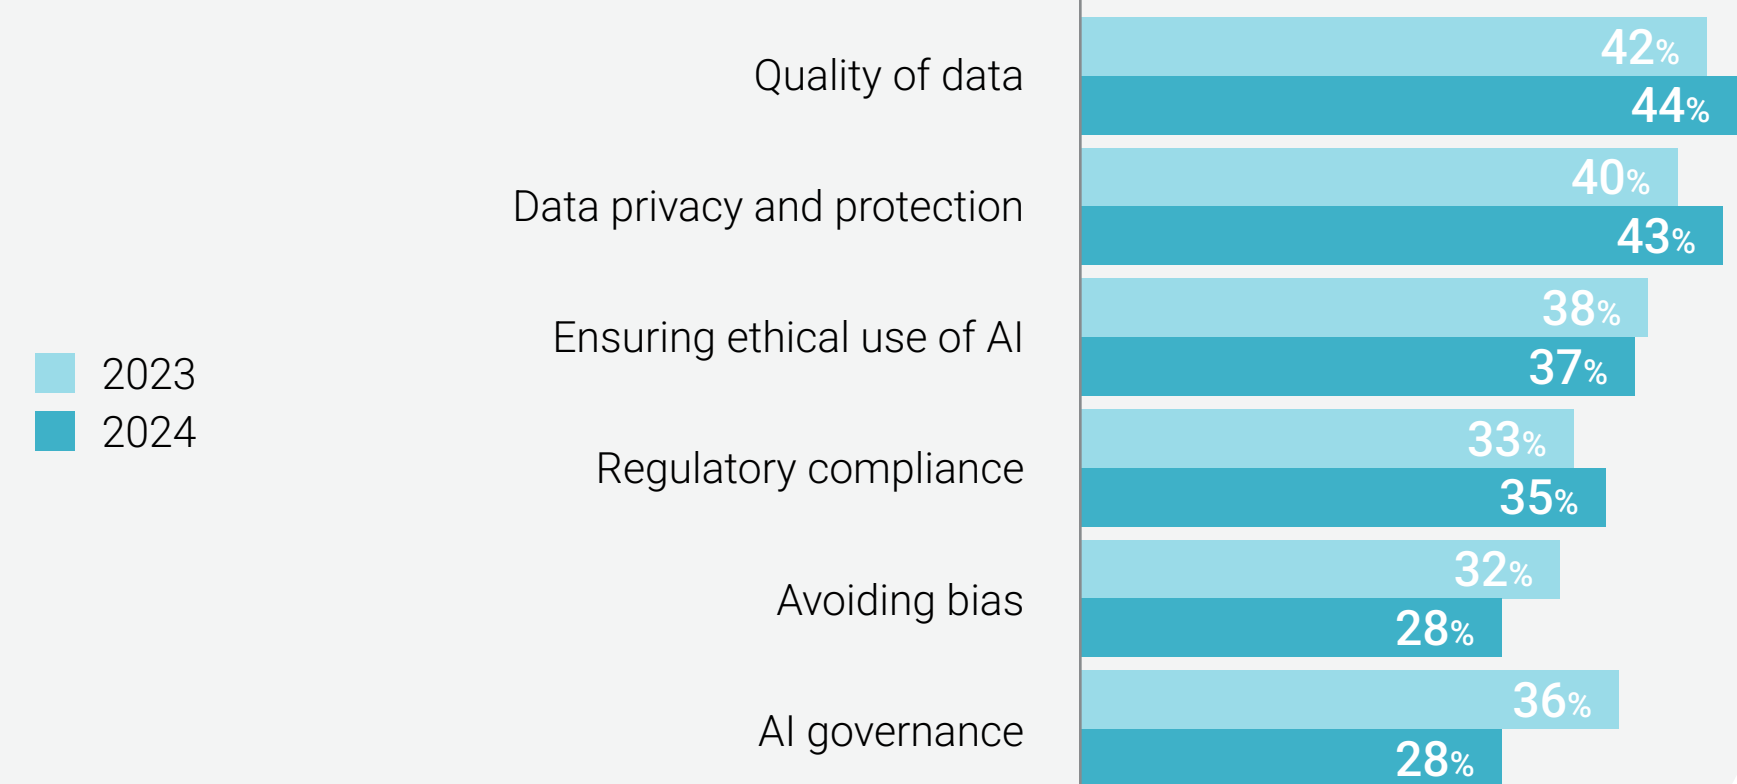 42%
Quality of data
44%
40%
Data privacy and protection
43%
38%
Ensuring ethical use of AI
37%
2023
2024
33%
Regulatory compliance
35%
32%
Avoiding bias
28%
36%
AI governance
28%